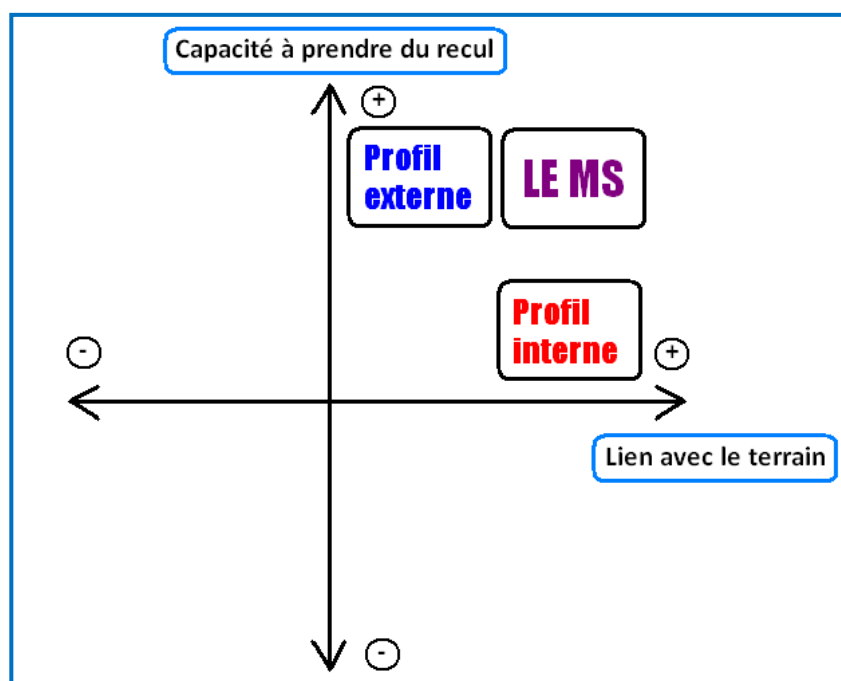 Capacité à prendre du recul
+
Profil
externe
LE MS
Profil
interne
-
+
Lien avec le terrain
-